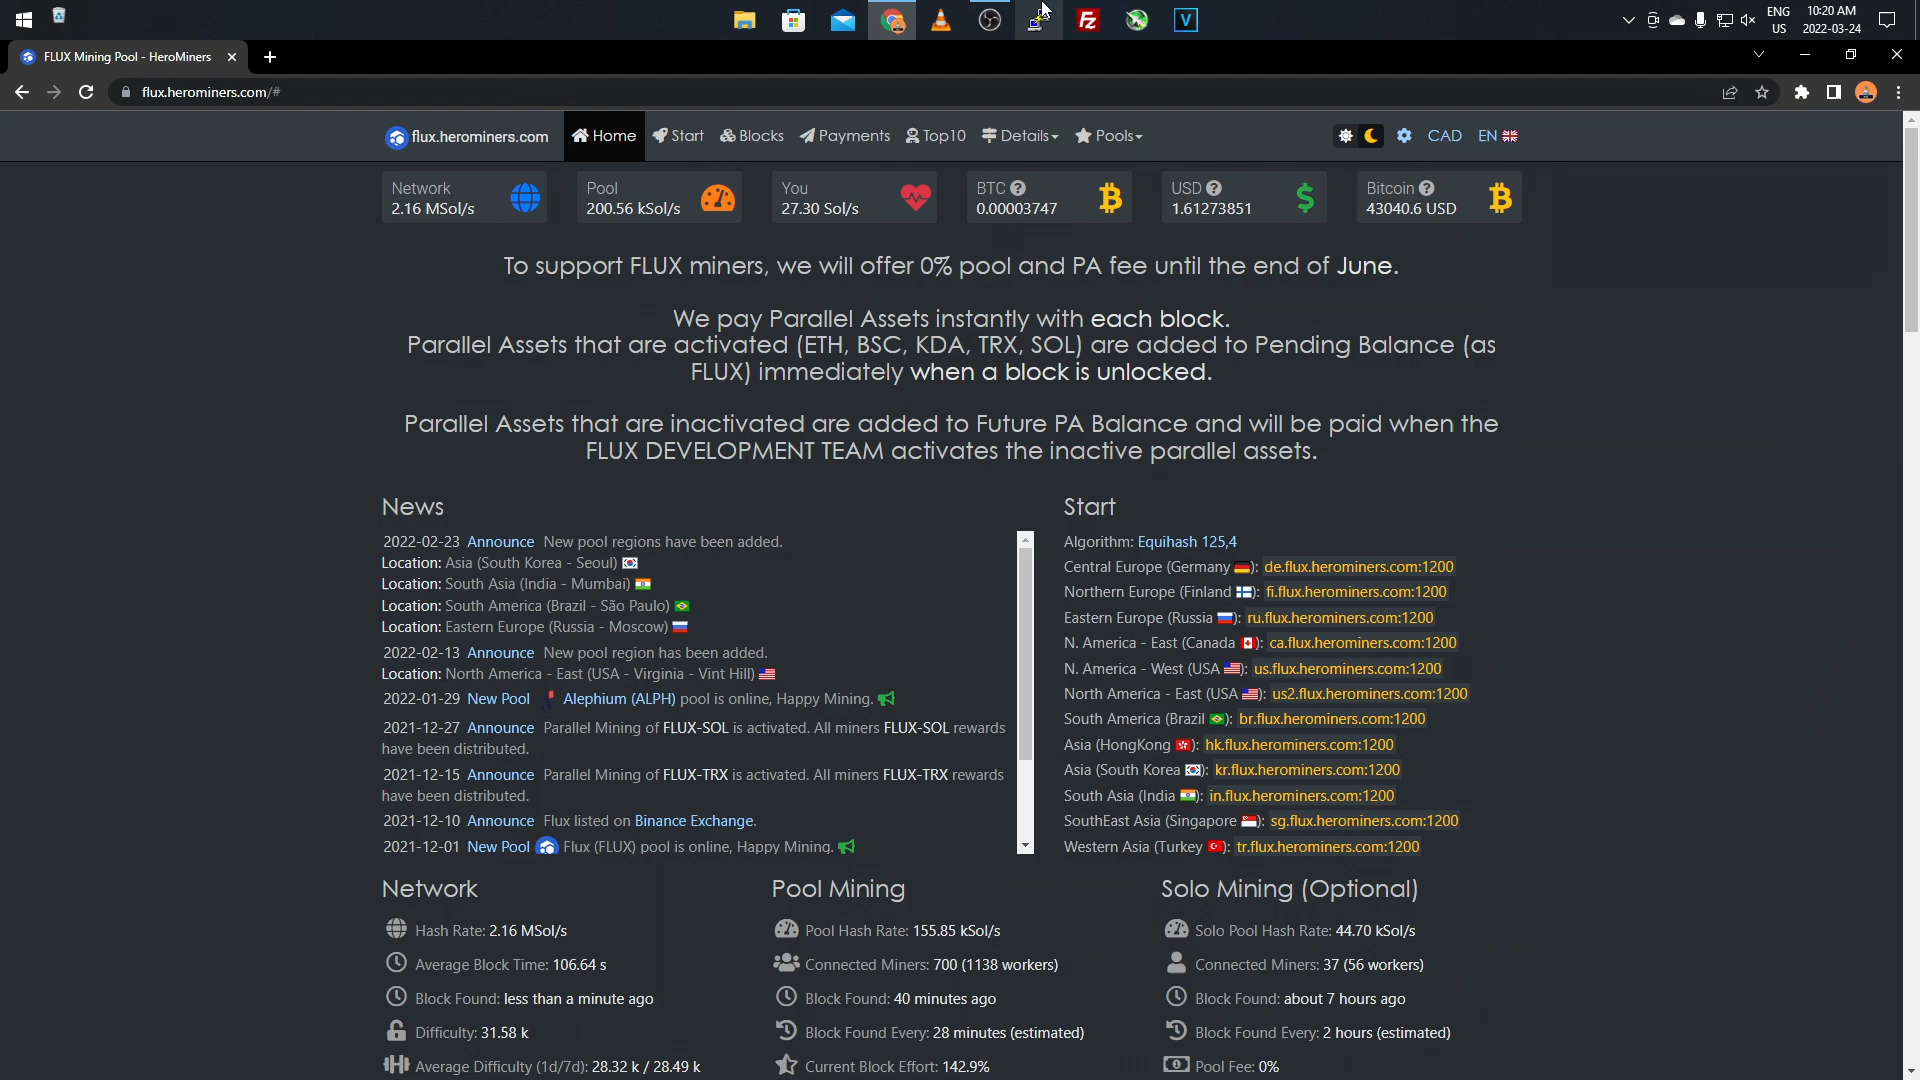 ENG
US
10:20 AM
2022-03-24
FLUX Mining Pool - HeroMiners
flux.herominers.com/#
flux.herominers.com Home Start Blocks Payments Top10 Details Pools CAD EN
Network
2.16 MSol/s
Pool
200.56 kSol/s
You
27.30 Sol/s
BTC
0.00003747
USD
1.61273851
Bitcoin
43040.6 USD
To support FLUX miners, we will offer 0% pool and PA fee until the end of June.
We pay Parallel Assets instantly with each block.
Parallel Assets that are activated (ETH, BSC, KDA, TRX, SOL) are added to Pending Balance (as
FLUX) immediately when a block is unlocked.
Parallel Assets that are inactivated are added to Future PA Balance and will be paid when the
FLUX DEVELOPMENT TEAM activates the inactive parallel assets.
News
2022-02-23 Announce New pool regions have been added.
Location: Asia (South Korea - Seoul)
Location: South Asia (India - Mumbai)
Location: South America (Brazil - São Paulo)
Location: Eastern Europe (Russia - Moscow)
2022-02-13 Announce New pool region has been added.
Location: North America - East (USA - Virginia - Vint Hill)
2022-01-29 New Pool Alephium (ALPH) pool is online, Happy Mining.
2021-12-27 Announce Parallel Mining of FLUX-SOL is activated. All miners FLUX-SOL rewards
have been distributed.
2021-12-15 Announce Parallel Mining of FLUX-TRX is activated. All miners FLUX-TRX rewards
have been distributed.
2021-12-10 Announce Flux listed on Binance Exchange.
2021-12-01 New Pool Flux (FLUX) pool is online, Happy Mining.
Start
Algorithm: Equihash 125,4
Central Europe (Germany ): de.flux.herominers.com:1200
Northern Europe (Finland ): fi.flux.herominers.com:1200
Eastern Europe (Russia ): ru.flux.herominers.com:1200
N. America - East (Canada ): ca.flux.herominers.com:1200
N. America - West (USA ): us.flux.herominers.com:1200
North America - East (USA ): us2.flux.herominers.com:1200
South America (Brazil ): br.flux.herominers.com:1200
Asia (HongKong ): hk.flux.herominers.com:1200
Asia (South Korea ): kr.flux.herominers.com:1200
South Asia (India ): in.flux.herominers.com:1200
SouthEast Asia (Singapore ): sg.flux.herominers.com:1200
Western Asia (Turkey ): tr.flux.herominers.com:1200
Network
Hash Rate: 2.16 MSol/s
Average Block Time: 106.64 s
Block Found: less than a minute ago
Difficulty: 31.58 k
Average Difficulty (1d/7d): 28.32 k / 28.49 k
Pool Mining
Pool Hash Rate: 155.85 kSol/s
Connected Miners: 700 (1138 workers)
Block Found: 40 minutes ago
Block Found Every: 28 minutes (estimated)
Current Block Effort: 142.9%
Solo Mining (Optional)
Solo Pool Hash Rate: 44.70 kSol/s
Connected Miners: 37 (56 workers)
Block Found: about 7 hours ago
Block Found Every: 2 hours (estimated)
Pool Fee: 0%